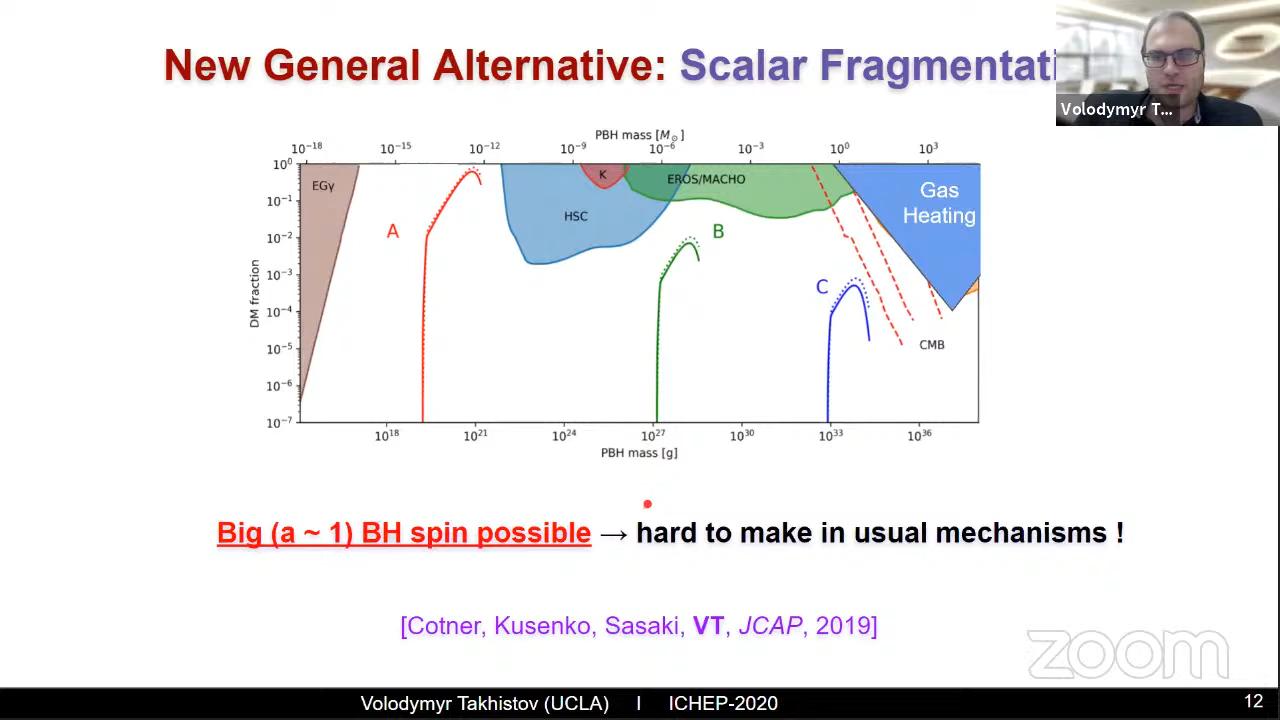 New General Alternative: Scalar Fragmentati
Volodymyr T...
PBH mass [M⊙]
10⁻¹⁸ 10⁻¹⁵ 10⁻¹² 10⁻⁹ 10⁻⁶ 10⁻³ 10⁰ 10³
10⁰
10⁻¹
10⁻²
10⁻³
10⁻⁴
10⁻⁵
10⁻⁶
10⁻⁷
DM fraction
EGγ
A
HSC
K
EROS/MACHO
B
C
Gas
Heating
CMB
10¹⁸ 10²¹ 10²⁴ 10²⁷ 10³⁰ 10³³ 10³⁶
PBH mass [g]
Big (a ~ 1) BH spin possible → hard to make in usual mechanisms !
[Cotner, Kusenko, Sasaki, VT, JCAP, 2019]
zoom
Volodymyr Takhistov (UCLA) I ICHEP-2020
12